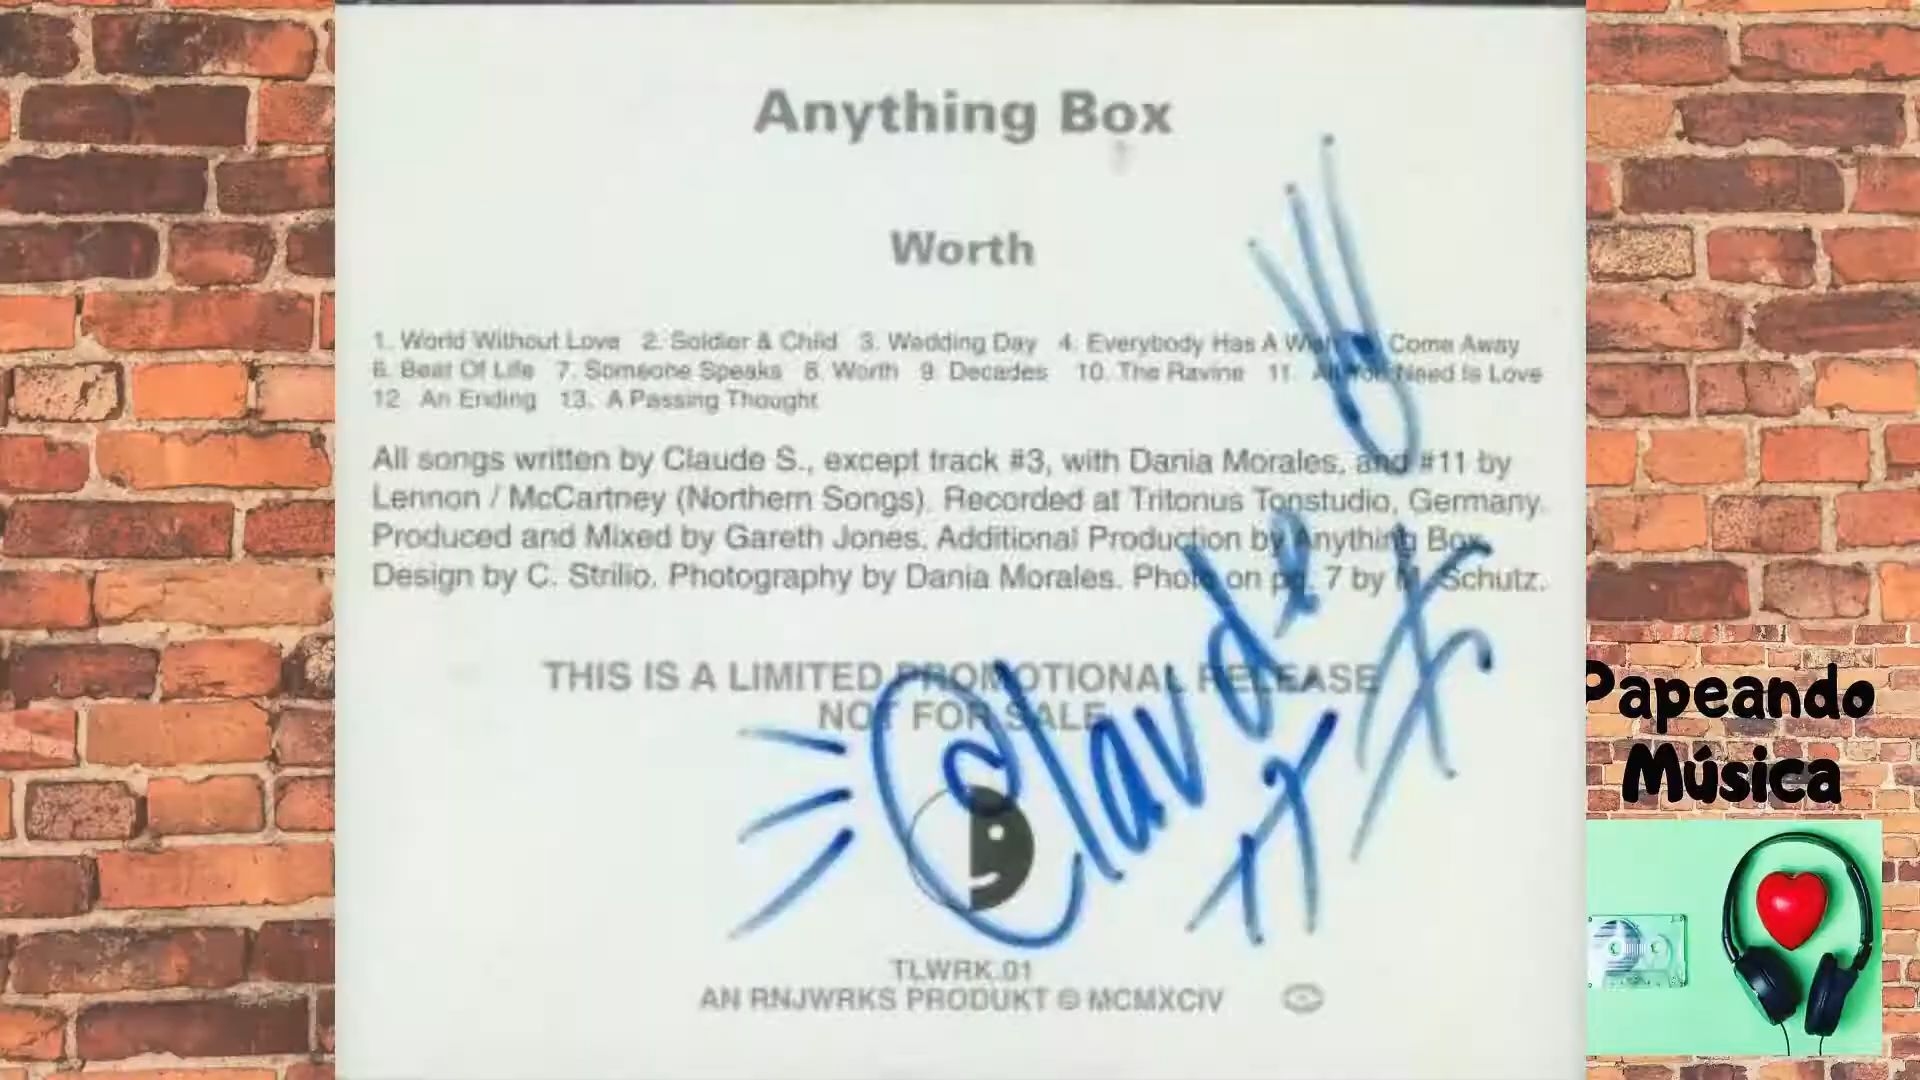 Anything Box
Worth
1. World Without Love 2. Soldier & Child 3. Wedding Day 4. Everybody Has A Come Away
6. Beat Of Life 7. Someone Speaks 8. Worth 9. Decades 10. The Ravine 11. All You Need Is Love
12. An Ending 13. A Passing Thought
All songs written by Claude S., except track #3, with Dania Morales, and #11 by
Lennon / McCartney (Northern Songs). Recorded at Tritonus Tonstudio, Germany.
Produced and Mixed by Gareth Jones. Additional Production by Anything Box.
Design by C. Strilio. Photography by Dania Morales. Photo on pg. 7 by M. Schutz.
THIS IS A LIMITED PROMOTIONAL RELEASE
NOT FOR SALE
Claude
TLWRK.01
AN RNJWRKS PRODUKT © MCMXCIV
Papeando
Música